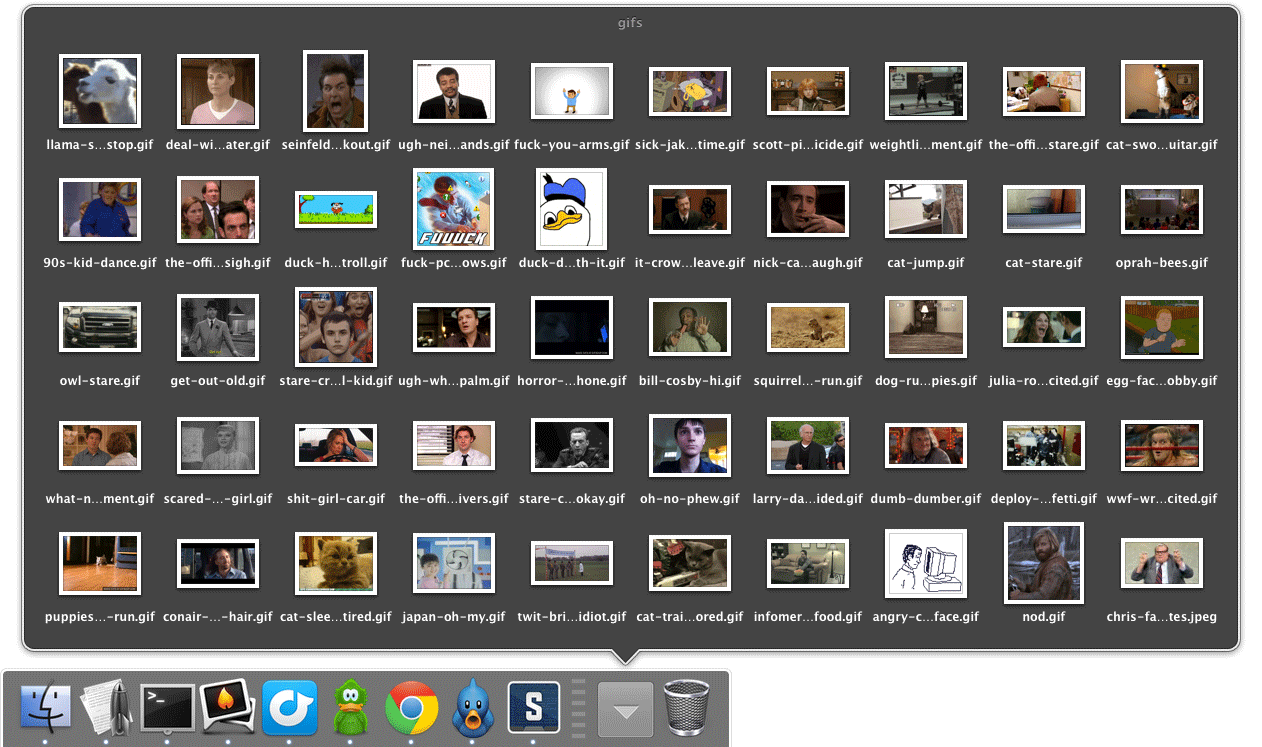 gifs
llama-s...stop.gif deal-wi...ater.gif seinfeld...kout.gif ugh-nei...ands.gif fuck-you-arms.gif sick-jak...time.gif scott-pi...icide.gif weightli...ment.gif the-offi...stare.gif cat-swo...uitar.gif
FUUUCK
90s-kid-dance.gif the-offi...sigh.gif duck-h...troll.gif fuck-pc...ows.gif duck-d...th-it.gif it-crow...leave.gif nick-ca...augh.gif cat-jump.gif cat-stare.gif oprah-bees.gif
owl-stare.gif get-out-old.gif stare-cr...l-kid.gif ugh-wh...palm.gif horror-...hone.gif bill-cosby-hi.gif squirrel...-run.gif dog-ru...pies.gif julia-ro...cited.gif egg-fac...obby.gif
what-n...ment.gif scared-...-girl.gif shit-girl-car.gif the-offi...ivers.gif stare-c...okay.gif oh-no-phew.gif larry-da...ided.gif dumb-dumber.gif deploy-...fetti.gif wwf-wr...cited.gif
puppies...-run.gif conair-...-hair.gif cat-slee...tired.gif japan-oh-my.gif twit-bri...idiot.gif cat-trai...ored.gif infomer...food.gif angry-c...face.gif nod.gif chris-fa...tes.jpeg
>_
S